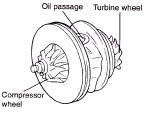 Oil passage
Turbine wheel
Compressor
wheel